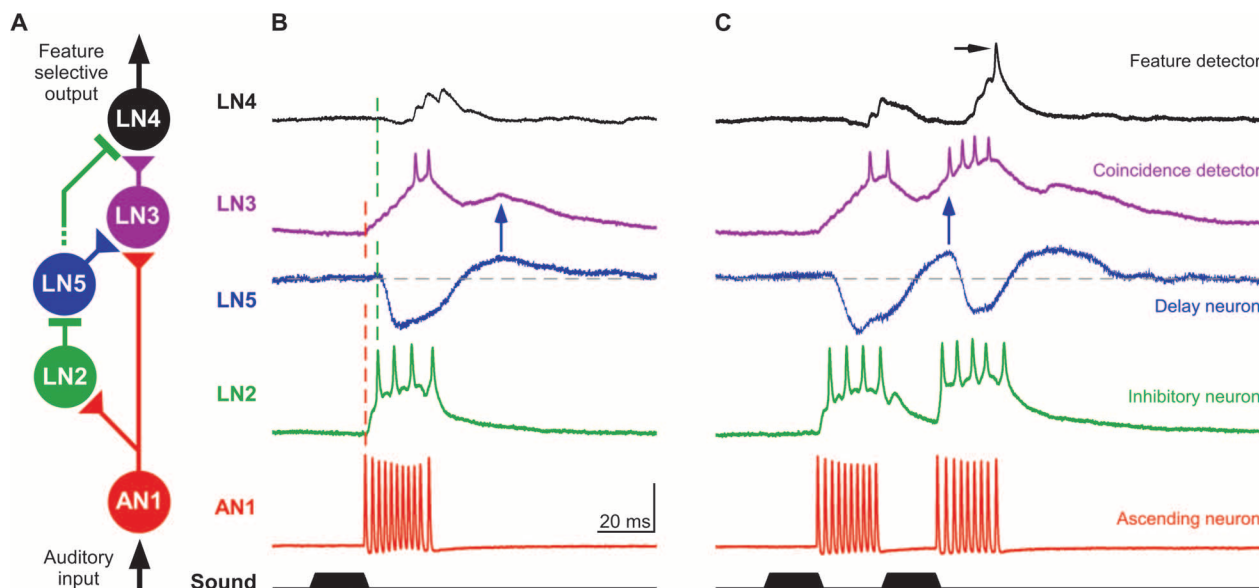 A
B
C
Feature
selective
output
LN4
LN3
LN5
LN2
AN1
Auditory
input
LN4
LN3
LN5
LN2
AN1
Sound
20 ms
Feature detector
Coincidence detector
Delay neuron
Inhibitory neuron
Ascending neuron